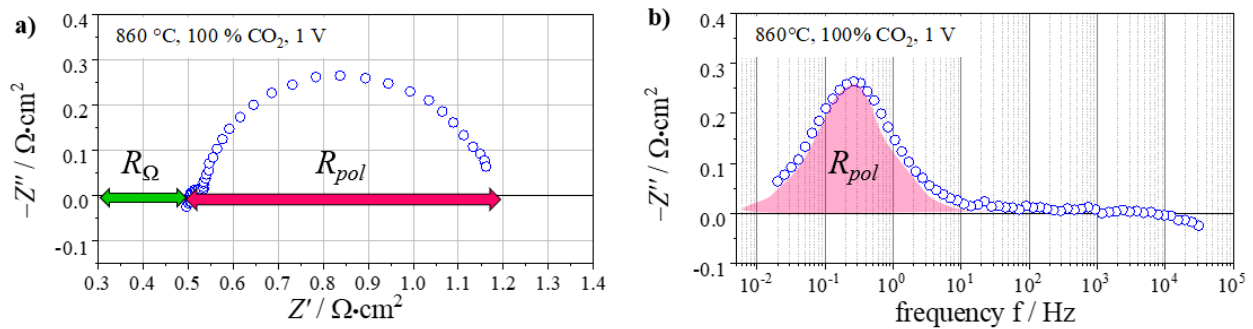 a)
860 °C, 100 % CO₂, 1 V
−Z″ / Ω•cm²
0.4
0.3
0.2
0.1
0.0
-0.1
R_Ω
R_pol
0.3 0.4 0.5 0.6 0.7 0.8 0.9 1.0 1.1 1.2 1.3 1.4
Z′ / Ω•cm²
b)
860°C, 100% CO₂, 1 V
−Z″ / Ω•cm²
0.4
0.3
0.2
0.1
0.0
-0.1
R_pol
10⁻² 10⁻¹ 10⁰ 10¹ 10² 10³ 10⁴ 10⁵
frequency f / Hz